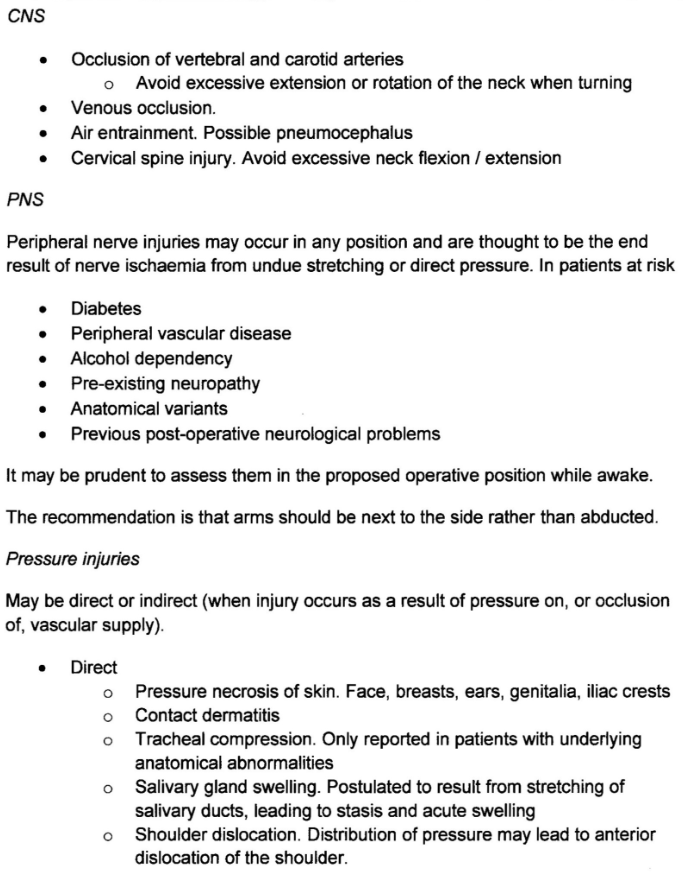 CNS
• Occlusion of vertebral and carotid arteries
o Avoid excessive extension or rotation of the neck when turning
• Venous occlusion.
• Air entrainment. Possible pneumocephalus
• Cervical spine injury. Avoid excessive neck flexion / extension
PNS
Peripheral nerve injuries may occur in any position and are thought to be the end
result of nerve ischaemia from undue stretching or direct pressure. In patients at risk
• Diabetes
• Peripheral vascular disease
• Alcohol dependency
• Pre-existing neuropathy
• Anatomical variants
• Previous post-operative neurological problems
It may be prudent to assess them in the proposed operative position while awake.
The recommendation is that arms should be next to the side rather than abducted.
Pressure injuries
May be direct or indirect (when injury occurs as a result of pressure on, or occlusion
of, vascular supply).
• Direct
o Pressure necrosis of skin. Face, breasts, ears, genitalia, iliac crests
o Contact dermatitis
o Tracheal compression. Only reported in patients with underlying
anatomical abnormalities
o Salivary gland swelling. Postulated to result from stretching of
salivary ducts, leading to stasis and acute swelling
o Shoulder dislocation. Distribution of pressure may lead to anterior
dislocation of the shoulder.